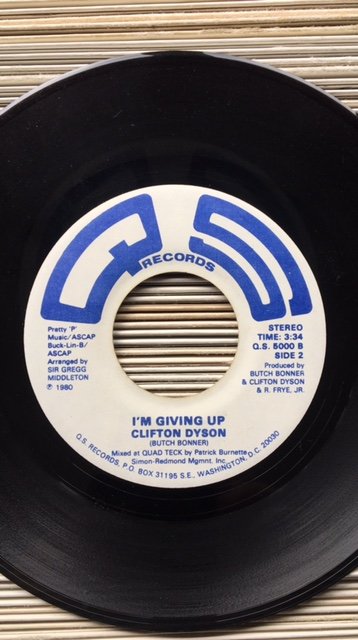 QS
RECORDS
Pretty 'P'
Music/ASCAP
Buck-Lin-B/
ASCAP
Arranged by
SIR GREGG
MIDDLETON
℗ 1980
STEREO
TIME: 3:34
Q.S. 5000 B
SIDE 2
Produced by
BUTCH BONNER
& CLIFTON DYSON
& R. FRYE, JR.
I'M GIVING UP
CLIFTON DYSON
(BUTCH BONNER)
Mixed at QUAD TECK by Patrick Burnette
Simon-Redmond Mgmnt. Inc.
Q.S. RECORDS, P.O. BOX 31195 S.E., WASHINGTON, D.C. 20030